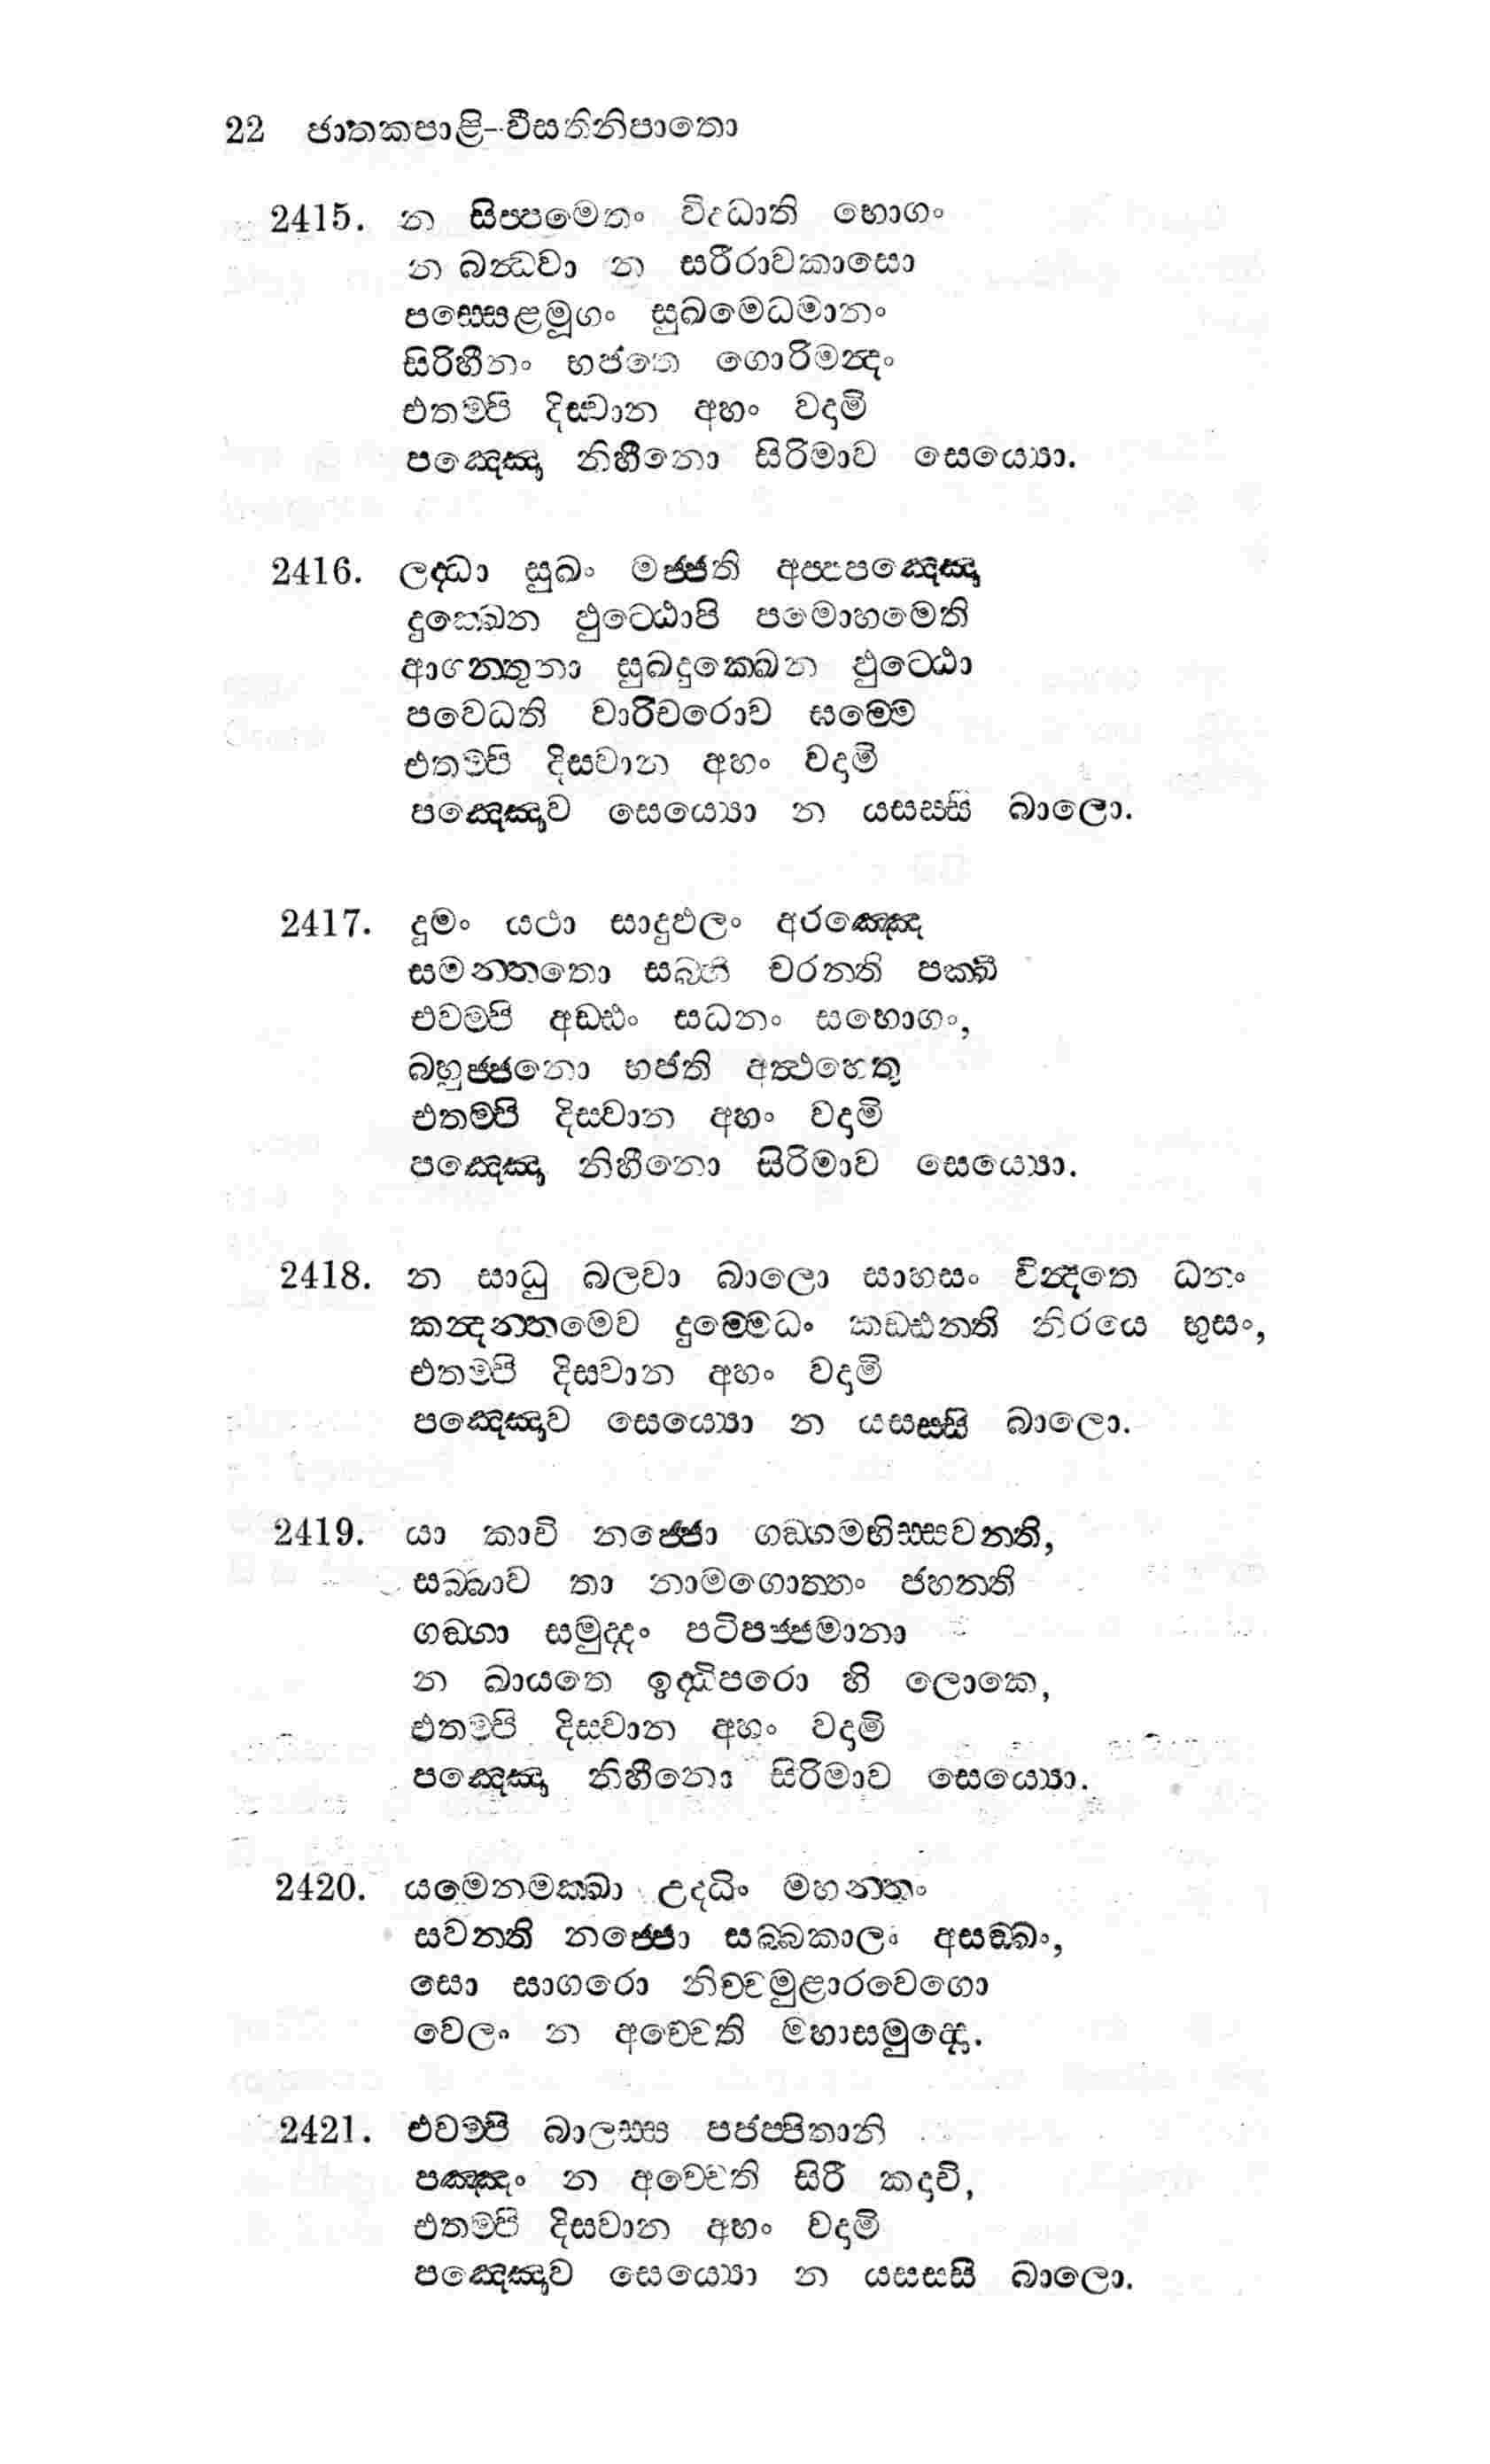 22 ජාතකපාළි-වීසතිනිපාතො
2415. න සිප්පමෙතං විදධාති භොගං
න බන්ධවා න සරීරාවකාසො
පස්සෙළමූගං සුඛමෙධමානං
සිරිහීනං භජතෙ ගොරිමන්දං
එතම්පි දිස්වාන අහං වදාමි
පඤ්ඤො නිහීනො සිරිමාව සෙය්‍යො.
2416. ලද්ධා සුඛං මජ්ජති අප්පපඤ්ඤො
දුක්ඛෙන ඵුට්ඨොපි පමොහමෙති
ආගන්තුනා සුඛදුක්ඛෙන ඵුට්ඨො
පවෙධති වාරිචරොව ඝම්මෙ
එතම්පි දිස්වාන අහං වදාමි
පඤ්ඤොව සෙය්‍යො න යසස්සි බාලො.
2417. දුමං යථා සාදුඵලං අරඤ්ඤෙ
සමන්තතො සබ්භි චරන්ති පක්ඛී
එවම්පි අඩ්ඪං සධනං සභොගං,
බහුජ්ජනො භජති අත්ථහෙතු
එතම්පි දිස්වාන අහං වදාමි
පඤ්ඤො නිහීනො සිරිමාව සෙය්‍යො.
2418. න සාධු බලවා බාලො සාහසං වින්දතෙ ධනං
කන්දන්තමෙව දුම්මෙධං කඩ්ඪන්ති නිරයෙ භුසං,
එතම්පි දිස්වාන අහං වදාමි
පඤ්ඤොව සෙය්‍යො න යසස්සි බාලො.
2419. යා කාචි නජ්ජො ගඞ්ගමභිස්සවන්ති,
සබ්බාව තා නාමගොත්තං ජහන්ති
ගඞ්ගා සමුද්දං පටිපජ්ජමානා
න ඛායතෙ ඉද්ධිපරො හි ලොකෙ,
එතම්පි දිස්වාන අහං වදාමි
පඤ්ඤො නිහීනො සිරිමාව සෙය්‍යො.
2420. යමෙතමක්ඛා උදධිං මහන්තං
සවන්ති නජ්ජො සබ්බකාලං අසඞ්ඛං,
සො සාගරො නිච්චමුළාරවෙගො
වෙලං න අච්චෙති මහාසමුද්දො.
2421. එවම්පි බාලස්ස පජප්පිතානි
පඤ්ඤං න අච්චෙති සිරී කදාචි,
එතම්පි දිස්වාන අහං වදාමි
පඤ්ඤොව සෙය්‍යො න යසස්සි බාලො.